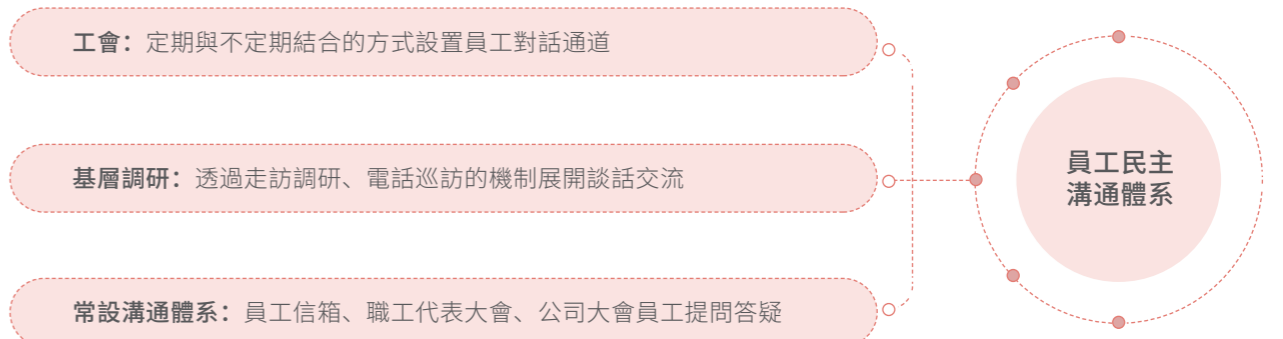 工會：定期與不定期結合的方式設置員工對話通道
基層調研：透過走訪調研、電話巡訪的機制展開談話交流
常設溝通體系：員工信箱、職工代表大會、公司大會員工提問答疑
員工民主
溝通體系